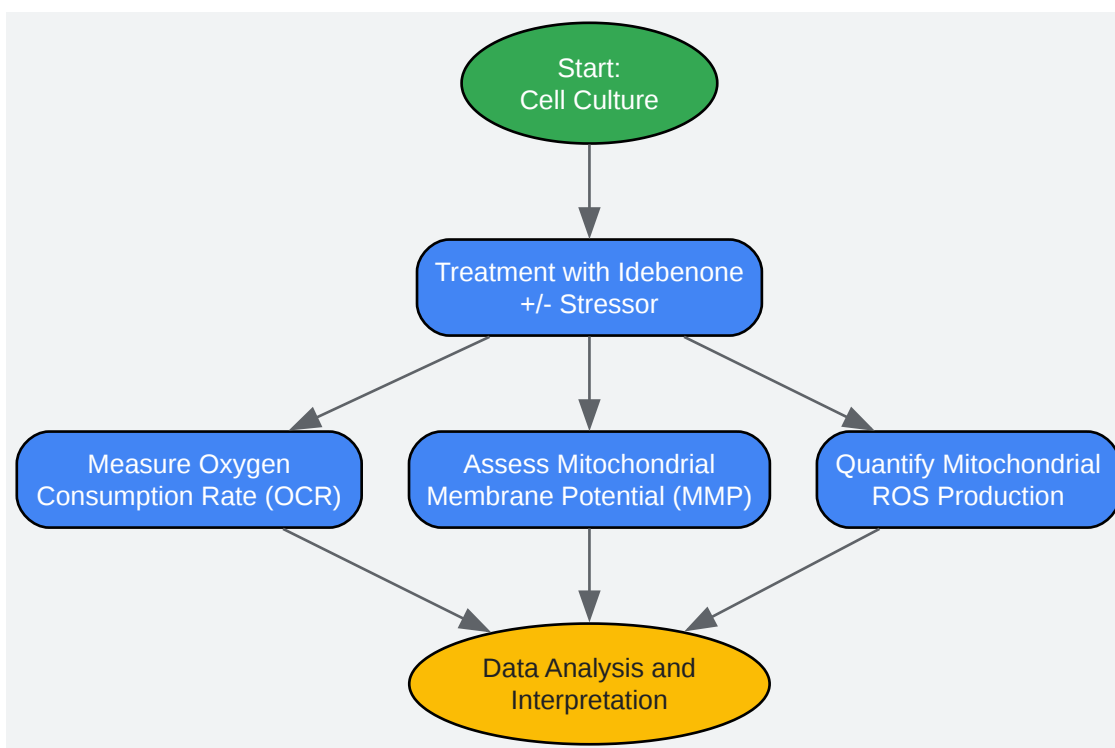 Start:
Cell Culture
Treatment with Idebenone
+/- Stressor
Measure Oxygen
Consumption Rate (OCR)
Assess Mitochondrial
Membrane Potential (MMP)
Quantify Mitochondrial
ROS Production
Data Analysis and
Interpretation